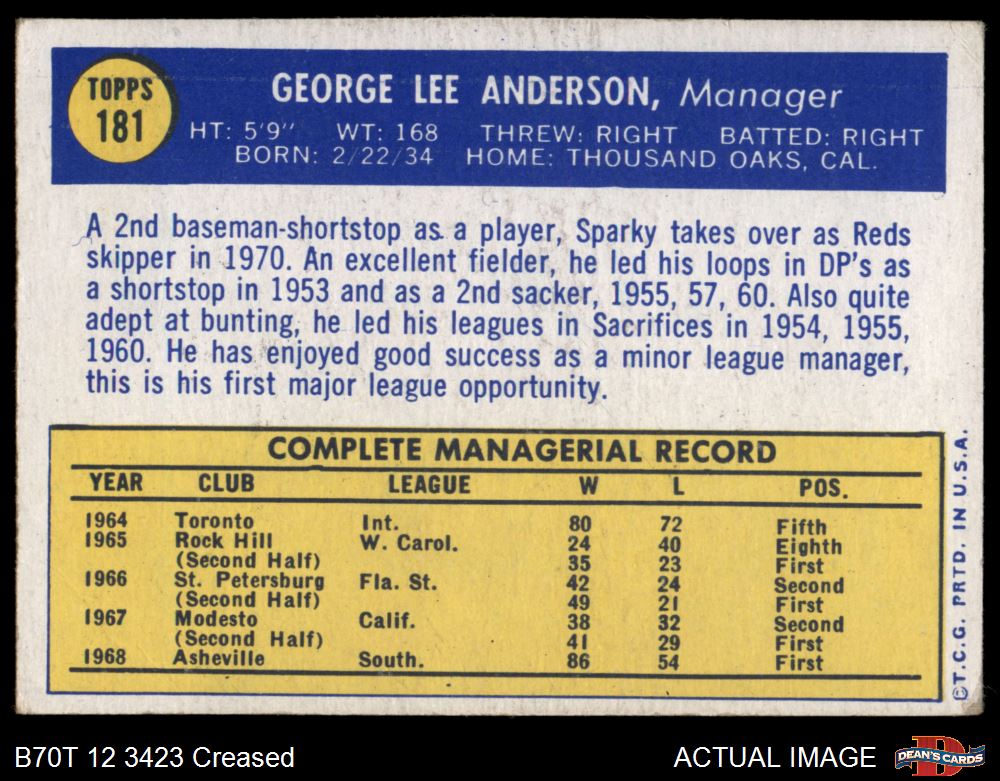 TOPPS
181
GEORGE LEE ANDERSON, Manager
HT: 5'9" WT: 168 THREW: RIGHT BATTED: RIGHT
BORN: 2/22/34 HOME: THOUSAND OAKS, CAL.
A 2nd baseman-shortstop as a player, Sparky takes over as Reds
skipper in 1970. An excellent fielder, he led his loops in DP's as
a shortstop in 1953 and as a 2nd sacker, 1955, 57, 60. Also quite
adept at bunting, he led his leagues in Sacrifices in 1954, 1955,
1960. He has enjoyed good success as a minor league manager,
this is his first major league opportunity.
COMPLETE MANAGERIAL RECORD
YEAR CLUB LEAGUE W L POS.
1964 Toronto Int. 80 72 Fifth
1965 Rock Hill W. Carol. 24 40 Eighth
(Second Half) 35 23 First
1966 St. Petersburg Fla. St. 42 24 Second
(Second Half) 49 21 First
1967 Modesto Calif. 38 32 Second
(Second Half) 41 29 First
1968 Asheville South. 86 54 First
©T.C.G. PRTD. IN U.S.A.
B70T 12 3423 Creased
ACTUAL IMAGE
DEAN'S CARDS